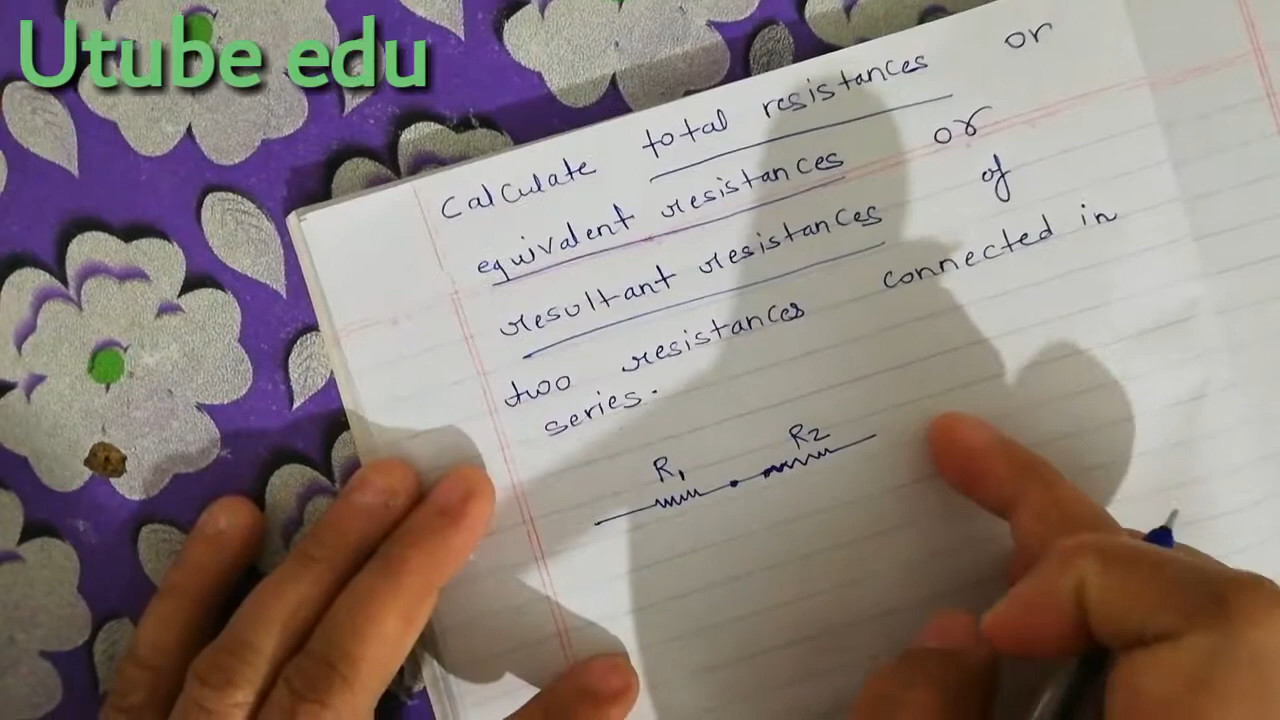 Utube edu
Calculate total resistances or
equivalent resistances or
resultant resistances of
two resistances connected in
series.
R1 R2